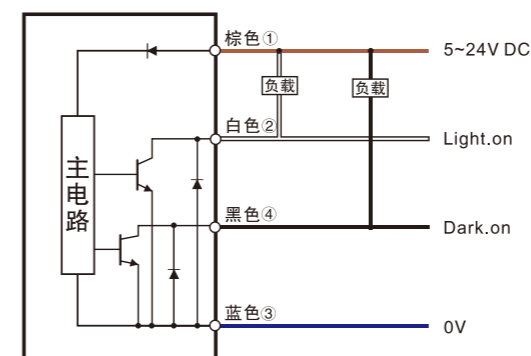 棕色①
5~24V DC
负载
负载
白色②
Light.on
主电路
黑色④
Dark.on
蓝色③
0V